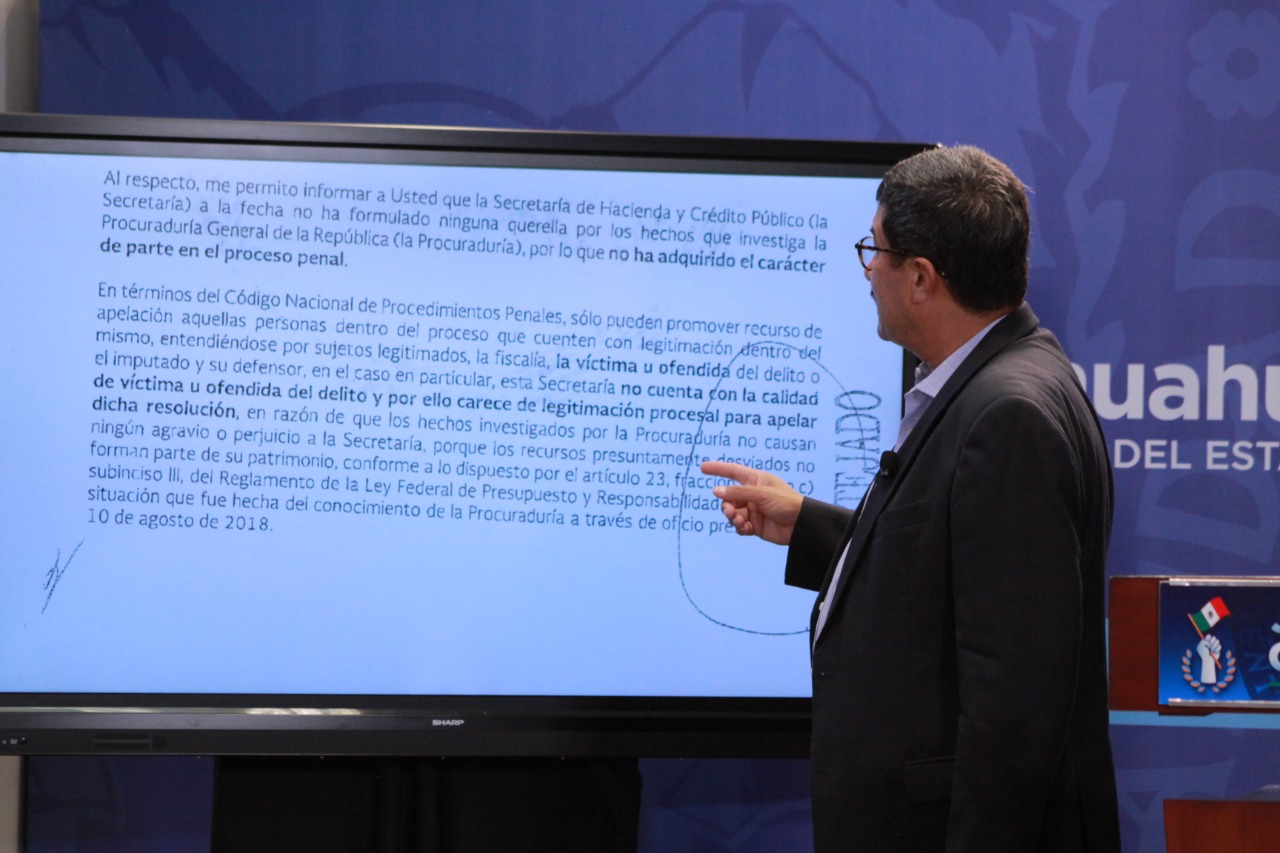 Al respecto, me permito informar a Usted que la Secretaría de Hacienda y Crédito Público (la
Secretaría) a la fecha no ha formulado ninguna querella por los hechos que investiga la
Procuraduría General de la República (la Procuraduría), por lo que no ha adquirido el carácter
de parte en el proceso penal.
En términos del Código Nacional de Procedimientos Penales, sólo pueden promover recurso de
apelación aquellas personas dentro del proceso que cuenten con legitimación dentro del
mismo, entendiéndose por sujetos legitimados, la fiscalía, la víctima u ofendida del delito o
el imputado y su defensor, en el caso en particular, esta Secretaría no cuenta con la calidad
de víctima u ofendida del delito y por ello carece de legitimación procesal para apelar
dicha resolución, en razón de que los hechos investigados por la Procuraduría no causan
ningún agravio o perjuicio a la Secretaría, porque los recursos presuntamente desviados no
forman parte de su patrimonio, conforme a lo dispuesto por el artículo 23, c)
subinciso III, del Reglamento de la Ley Federal de Presupuesto y Responsabilidad
situación que fue hecha del conocimiento de la Procuraduría a través de oficio pre
10 de agosto de 2018.
SHARP
uahu
DEL EST